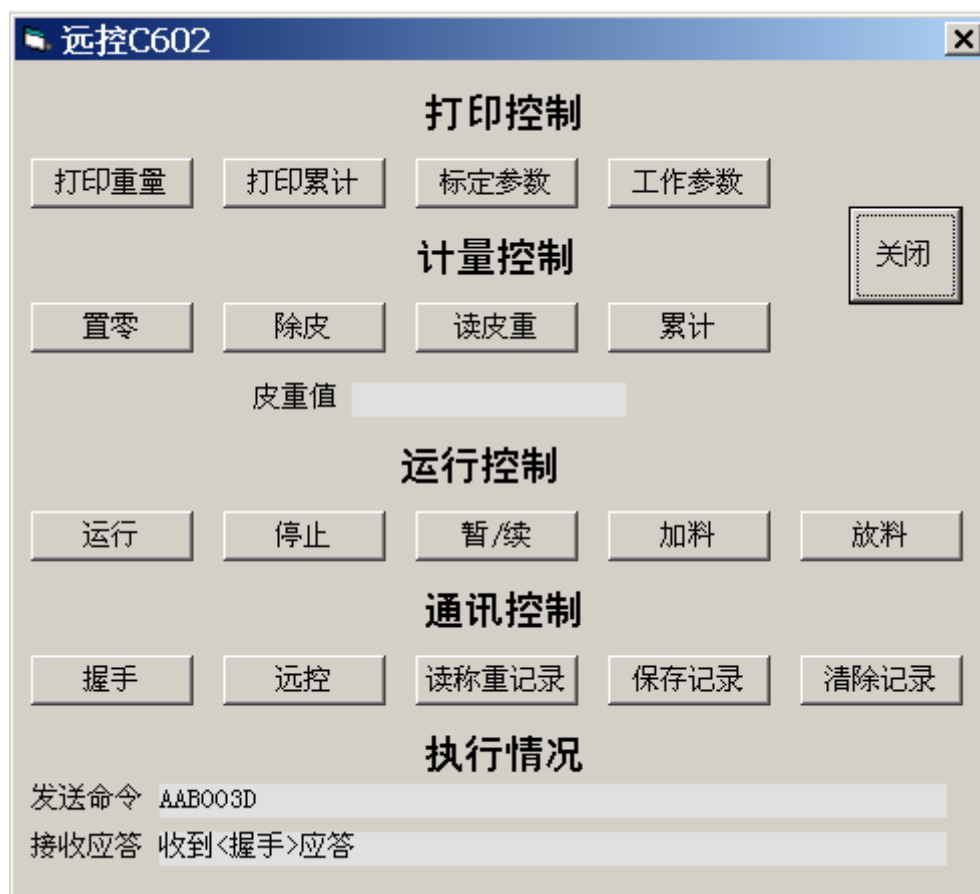 远控C602
打印控制
打印重量 打印累计 标定参数 工作参数
关闭
计量控制
置零 除皮 读皮重 累计
皮重值
运行控制
运行 停止 暂/续 加料 放料
通讯控制
握手 远控 读称重记录 保存记录 清除记录
执行情况
发送命令 AAB003D
接收应答 收到<握手>应答